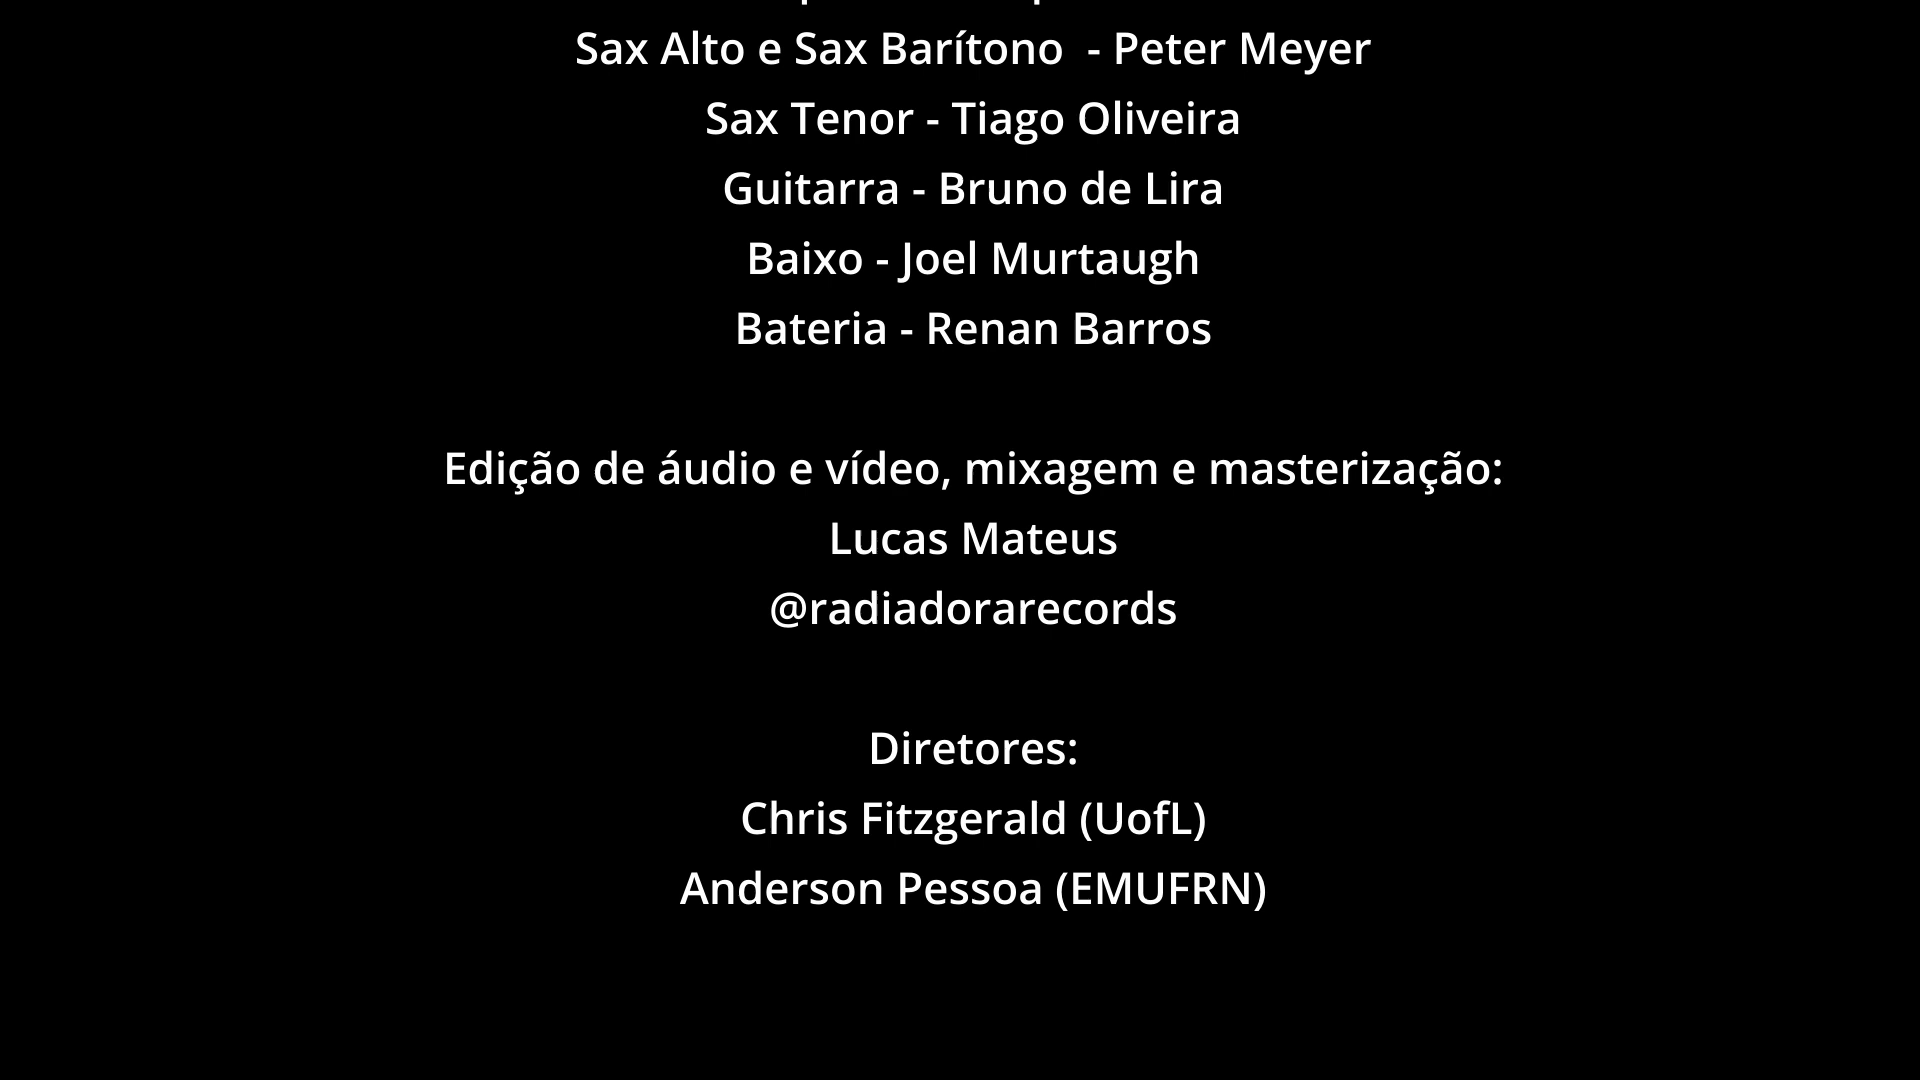 Sax Alto e Sax Barítono  - Peter Meyer
Sax Tenor - Tiago Oliveira
Guitarra - Bruno de Lira
Baixo - Joel Murtaugh
Bateria - Renan Barros
Edição de áudio e vídeo, mixagem e masterização:
Lucas Mateus
@radiadorarecords
Diretores:
Chris Fitzgerald (UofL)
Anderson Pessoa (EMUFRN)